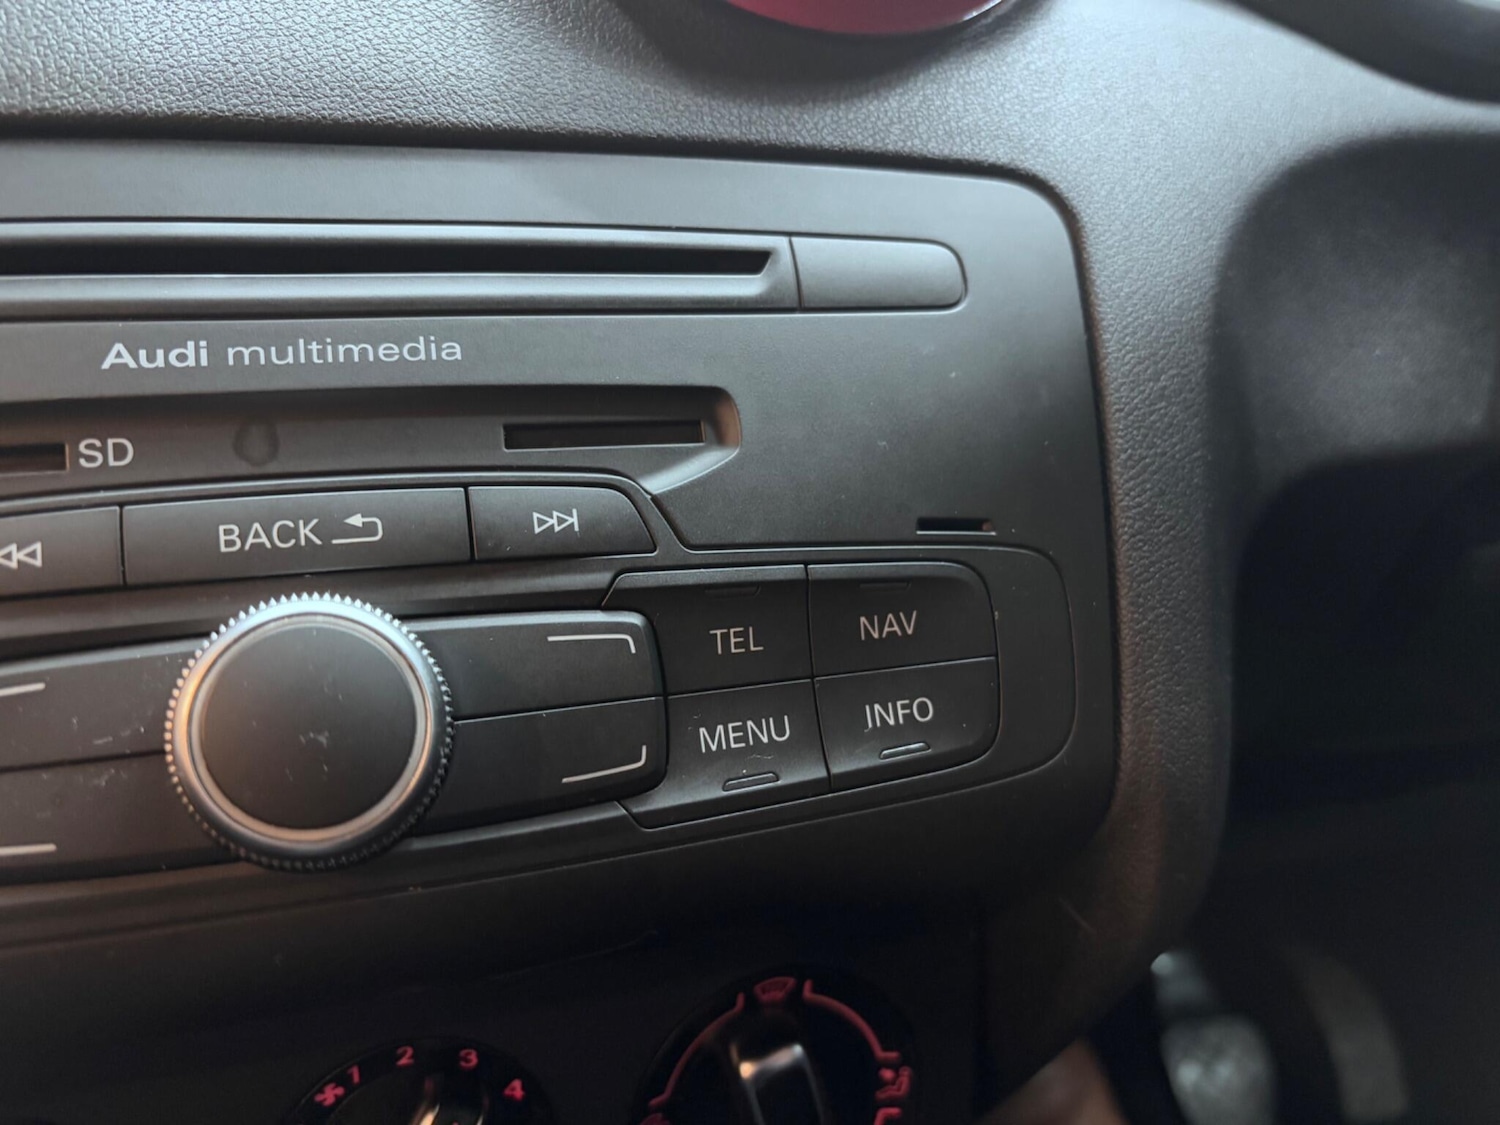 Audi multimedia
SD
BACK
TEL
NAV
MENU
INFO
1 2 3 4